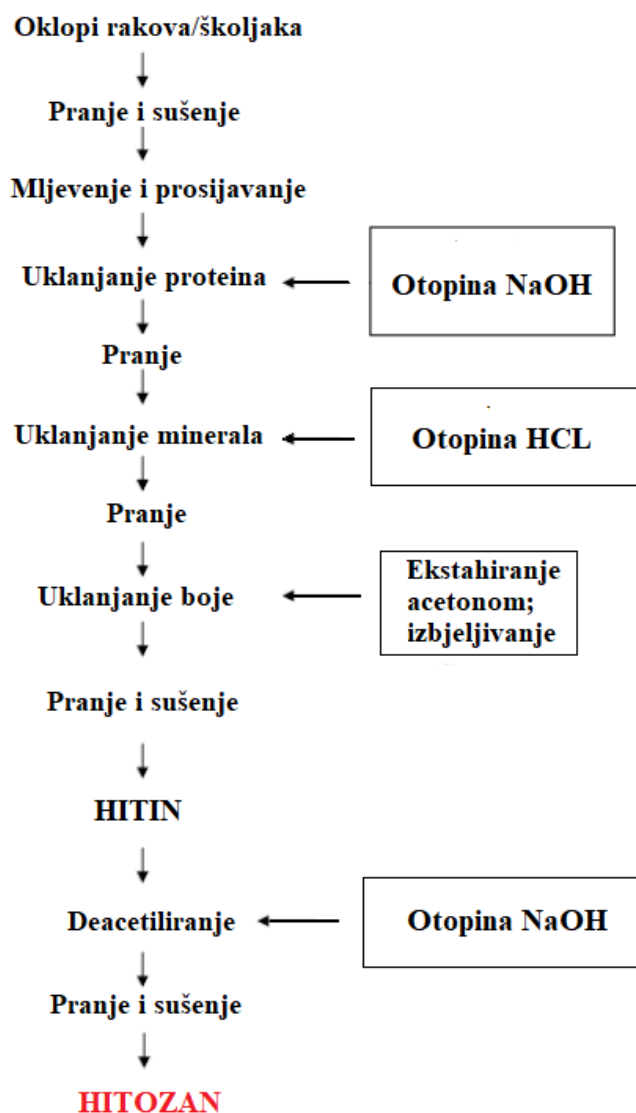 Oklopi rakova/školjaka
Pranje i sušenje
Mljevenje i prosijavanje
Uklanjanje proteina
Otopina NaOH
Pranje
Uklanjanje minerala
Otopina HCL
Pranje
Uklanjanje boje
Ekstahiranje
acetonom;
izbjeljivanje
Pranje i sušenje
HITIN
Deacetiliranje
Otopina NaOH
Pranje i sušenje
HITOZAN